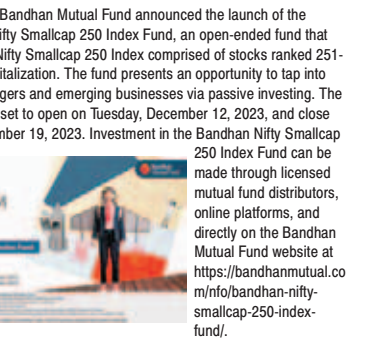 Bandhan Mutual Fund announced the launch of the
ifty Smallcap 250 Index Fund, an open-ended fund that
Nifty Smallcap 250 Index comprised of stocks ranked 251-
italization. The fund presents an opportunity to tap into
gers and emerging businesses via passive investing. The
set to open on Tuesday, December 12, 2023, and close
mber 19, 2023. Investment in the Bandhan Nifty Smallcap
250 Index Fund can be
made through licensed
mutual fund distributors,
online platforms, and
directly on the Bandhan
Mutual Fund website at
https://bandhanmutual.co
m/nfo/bandhan-nifty-
smallcap-250-index-
fund/.